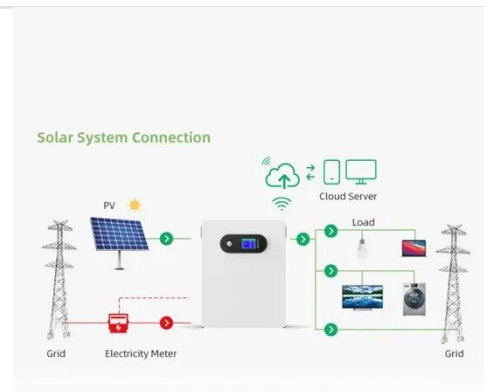 Solar System Connection
Cloud Server
PV
Load
Grid
Electricity Meter
Grid